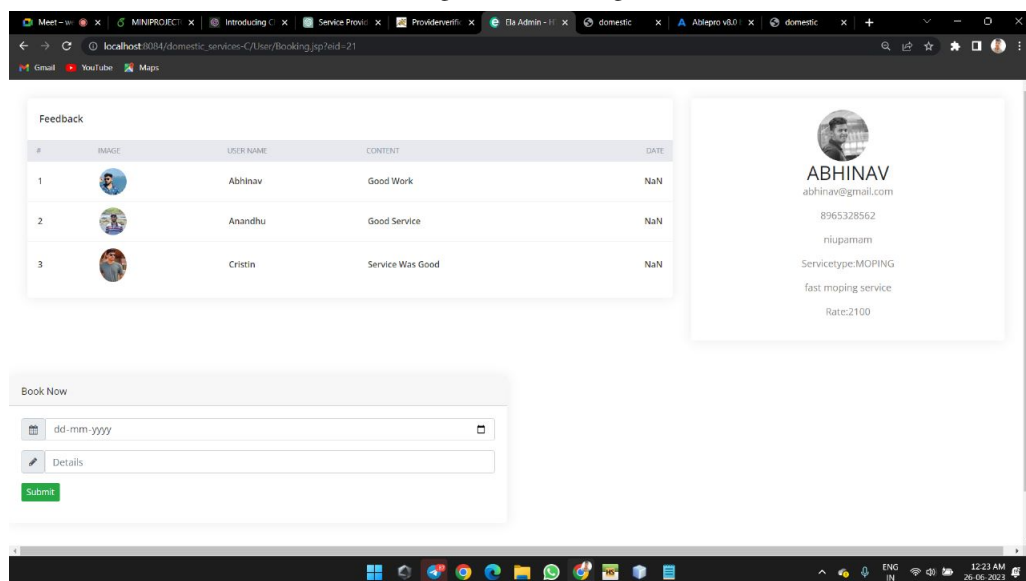 Meet – we
MINIPROJECT
Introducing C
Service Provid
Providerverific
Ela Admin - H
domestic
Ablepro v8.0
domestic
localhost:8084/domestic_services-C/User/Booking.jsp?eid=21
Gmail YouTube Maps
Feedback
# IMAGE USER NAME CONTENT DATE
1 Abhinav Good Work NaN
2 Anandhu Good Service NaN
3 Cristin Service Was Good NaN
ABHINAV
abhinav@gmail.com
8965328562
niupamam
Servicetype:MOPING
fast moping service
Rate:2100
Book Now
dd-mm-yyyy
Details
Submit
ENG
IN
12:23 AM
26-06-2023